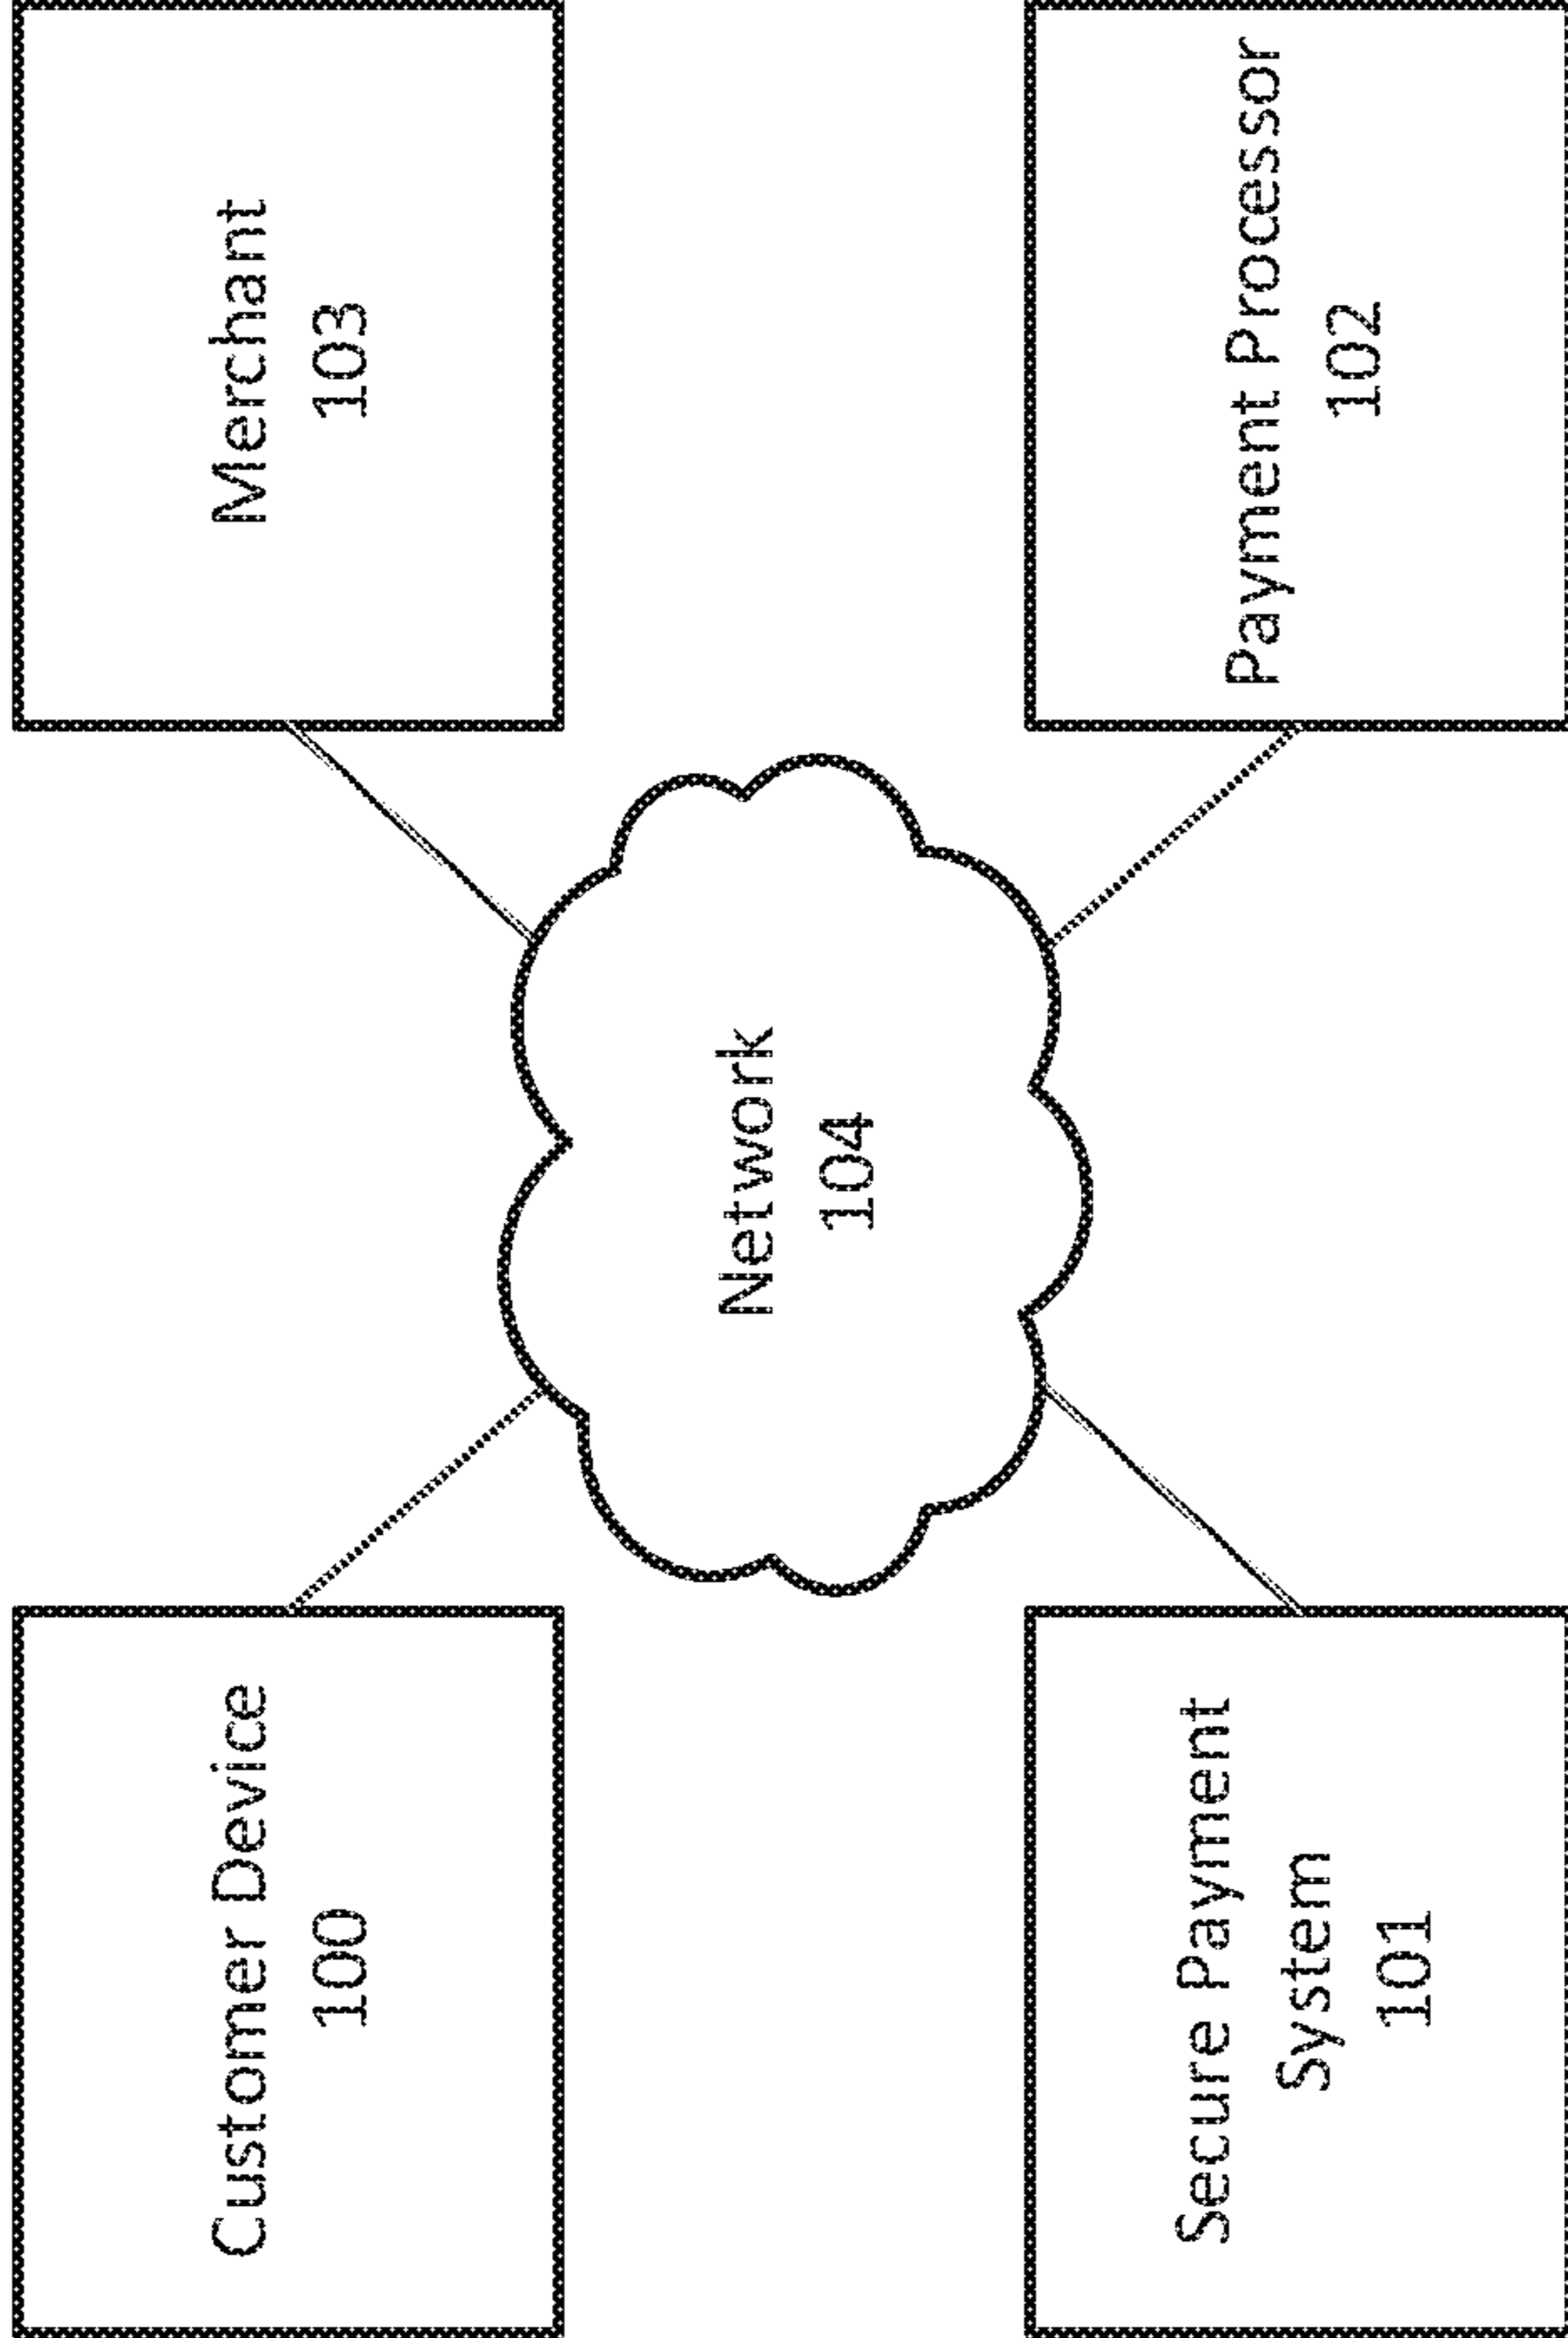 Customer Device
100
Merchant
103
Network
104
Secure Payment
System
101
Payment Processor
102